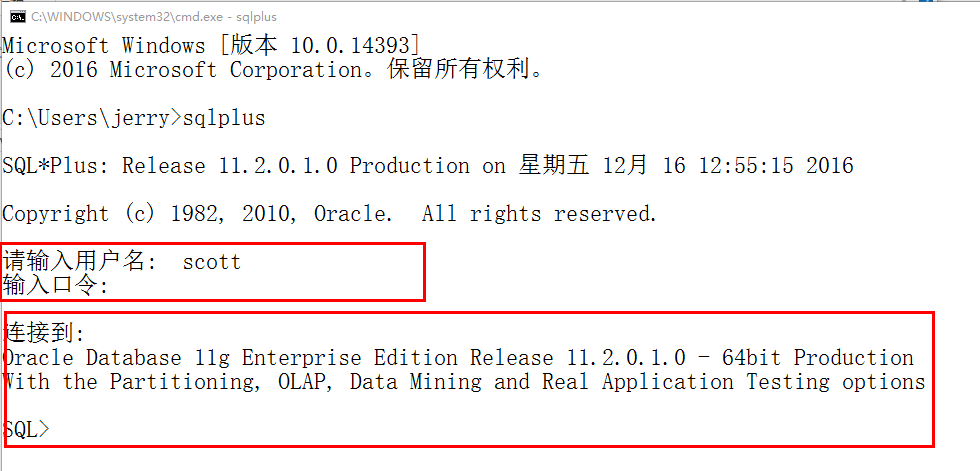 C:\WINDOWS\system32\cmd.exe - sqlplus
Microsoft Windows [版本 10.0.14393]
(c) 2016 Microsoft Corporation。保留所有权利。
C:\Users\jerry>sqlplus
SQL*Plus: Release 11.2.0.1.0 Production on 星期五 12月 16 12:55:15 2016
Copyright (c) 1982, 2010, Oracle.  All rights reserved.
请输入用户名:  scott
输入口令:
连接到:
Oracle Database 11g Enterprise Edition Release 11.2.0.1.0 - 64bit Production
With the Partitioning, OLAP, Data Mining and Real Application Testing options
SQL>